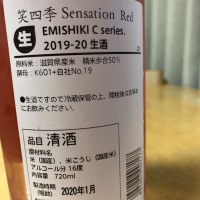 笑四季 Sensation Red
生
EMISHIKI C series.
2019-20 生酒
原料米：滋賀県産米 精米歩合50％
酵母：K601+自社No.19
●生酒ですので冷蔵保管の上、開栓後は
お早めに
品目 清酒
原材料名
米（国産）、米こうじ（国産米）
アルコール分 16度
内容量 720ml
製造時期 2020年1月